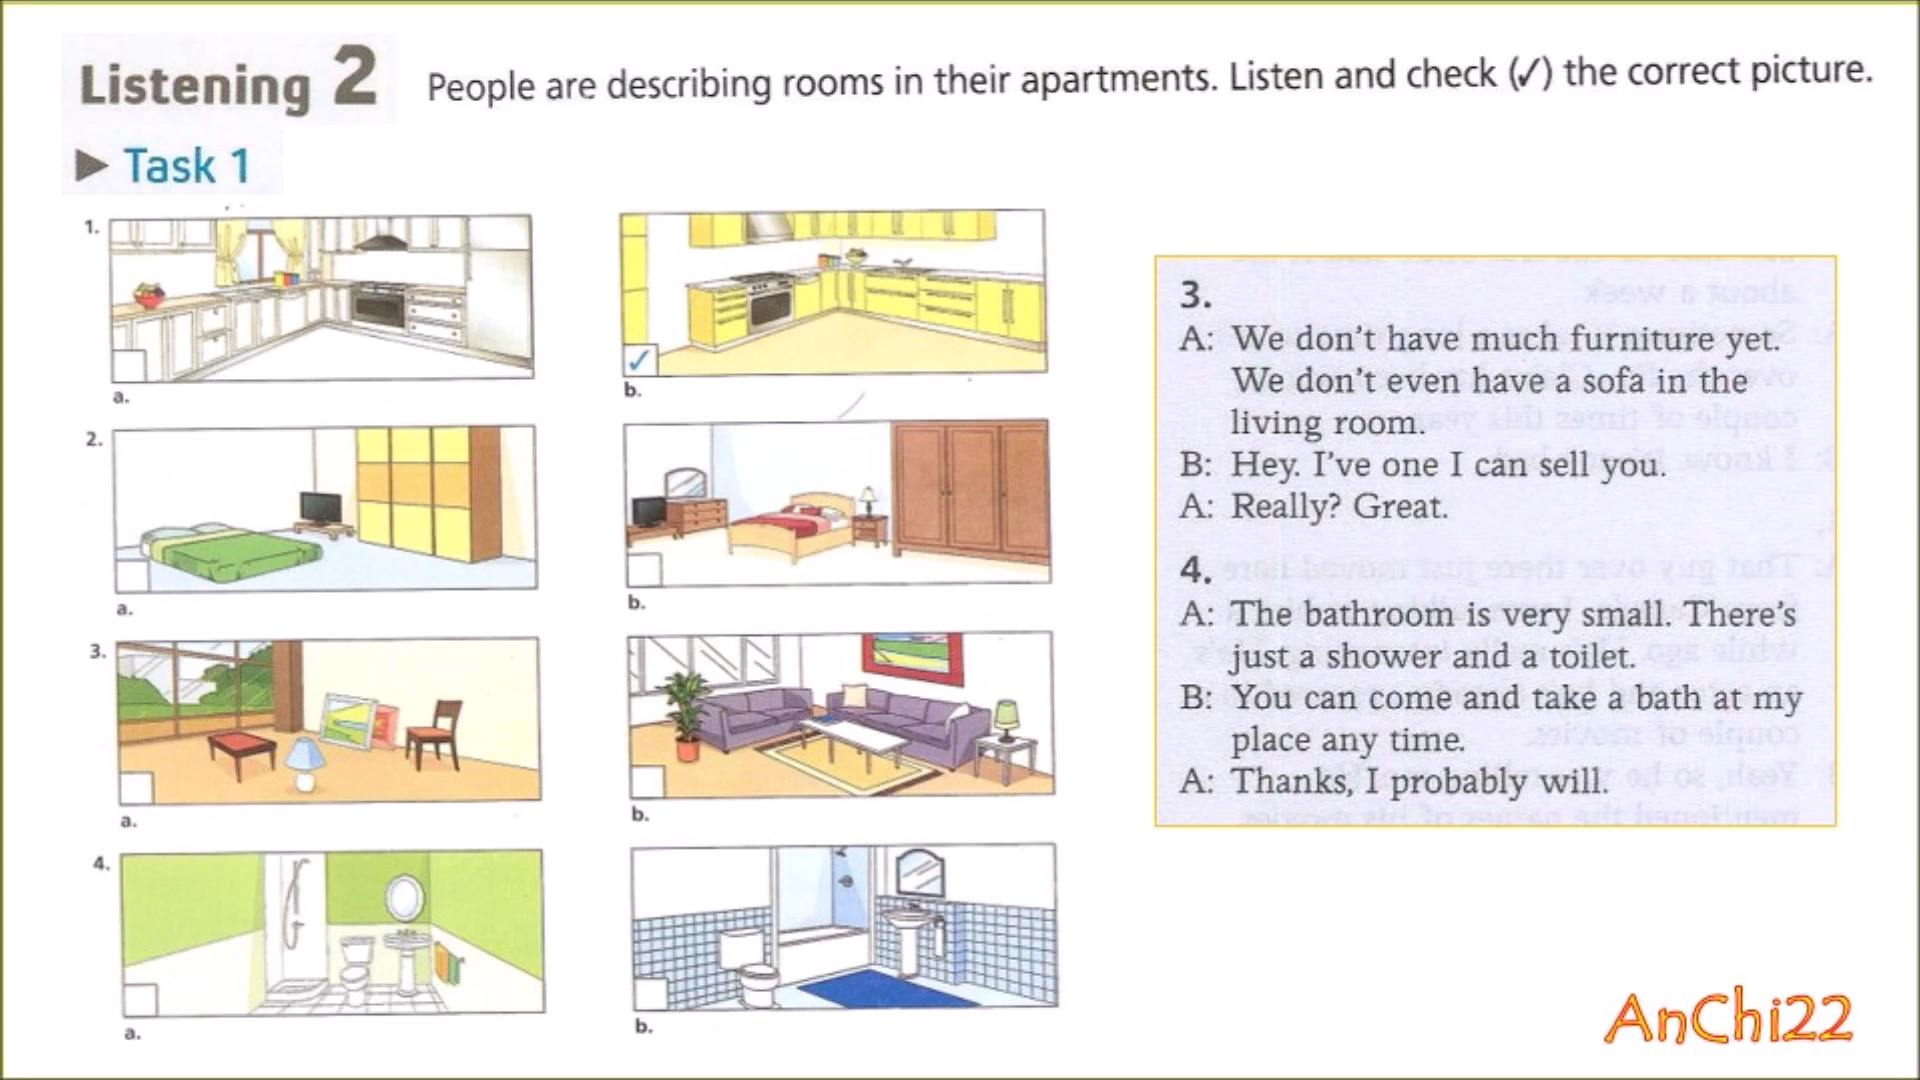 Listening 2 People are describing rooms in their apartments. Listen and check (✓) the correct picture.
► Task 1
1.
a.
✓
b.
2.
a.
b.
3.
a.
b.
4.
a.
b.
3.
A: We don't have much furniture yet.
We don't even have a sofa in the
living room.
B: Hey. I've one I can sell you.
A: Really? Great.
4.
A: The bathroom is very small. There's
just a shower and a toilet.
B: You can come and take a bath at my
place any time.
A: Thanks, I probably will.
AnChi22